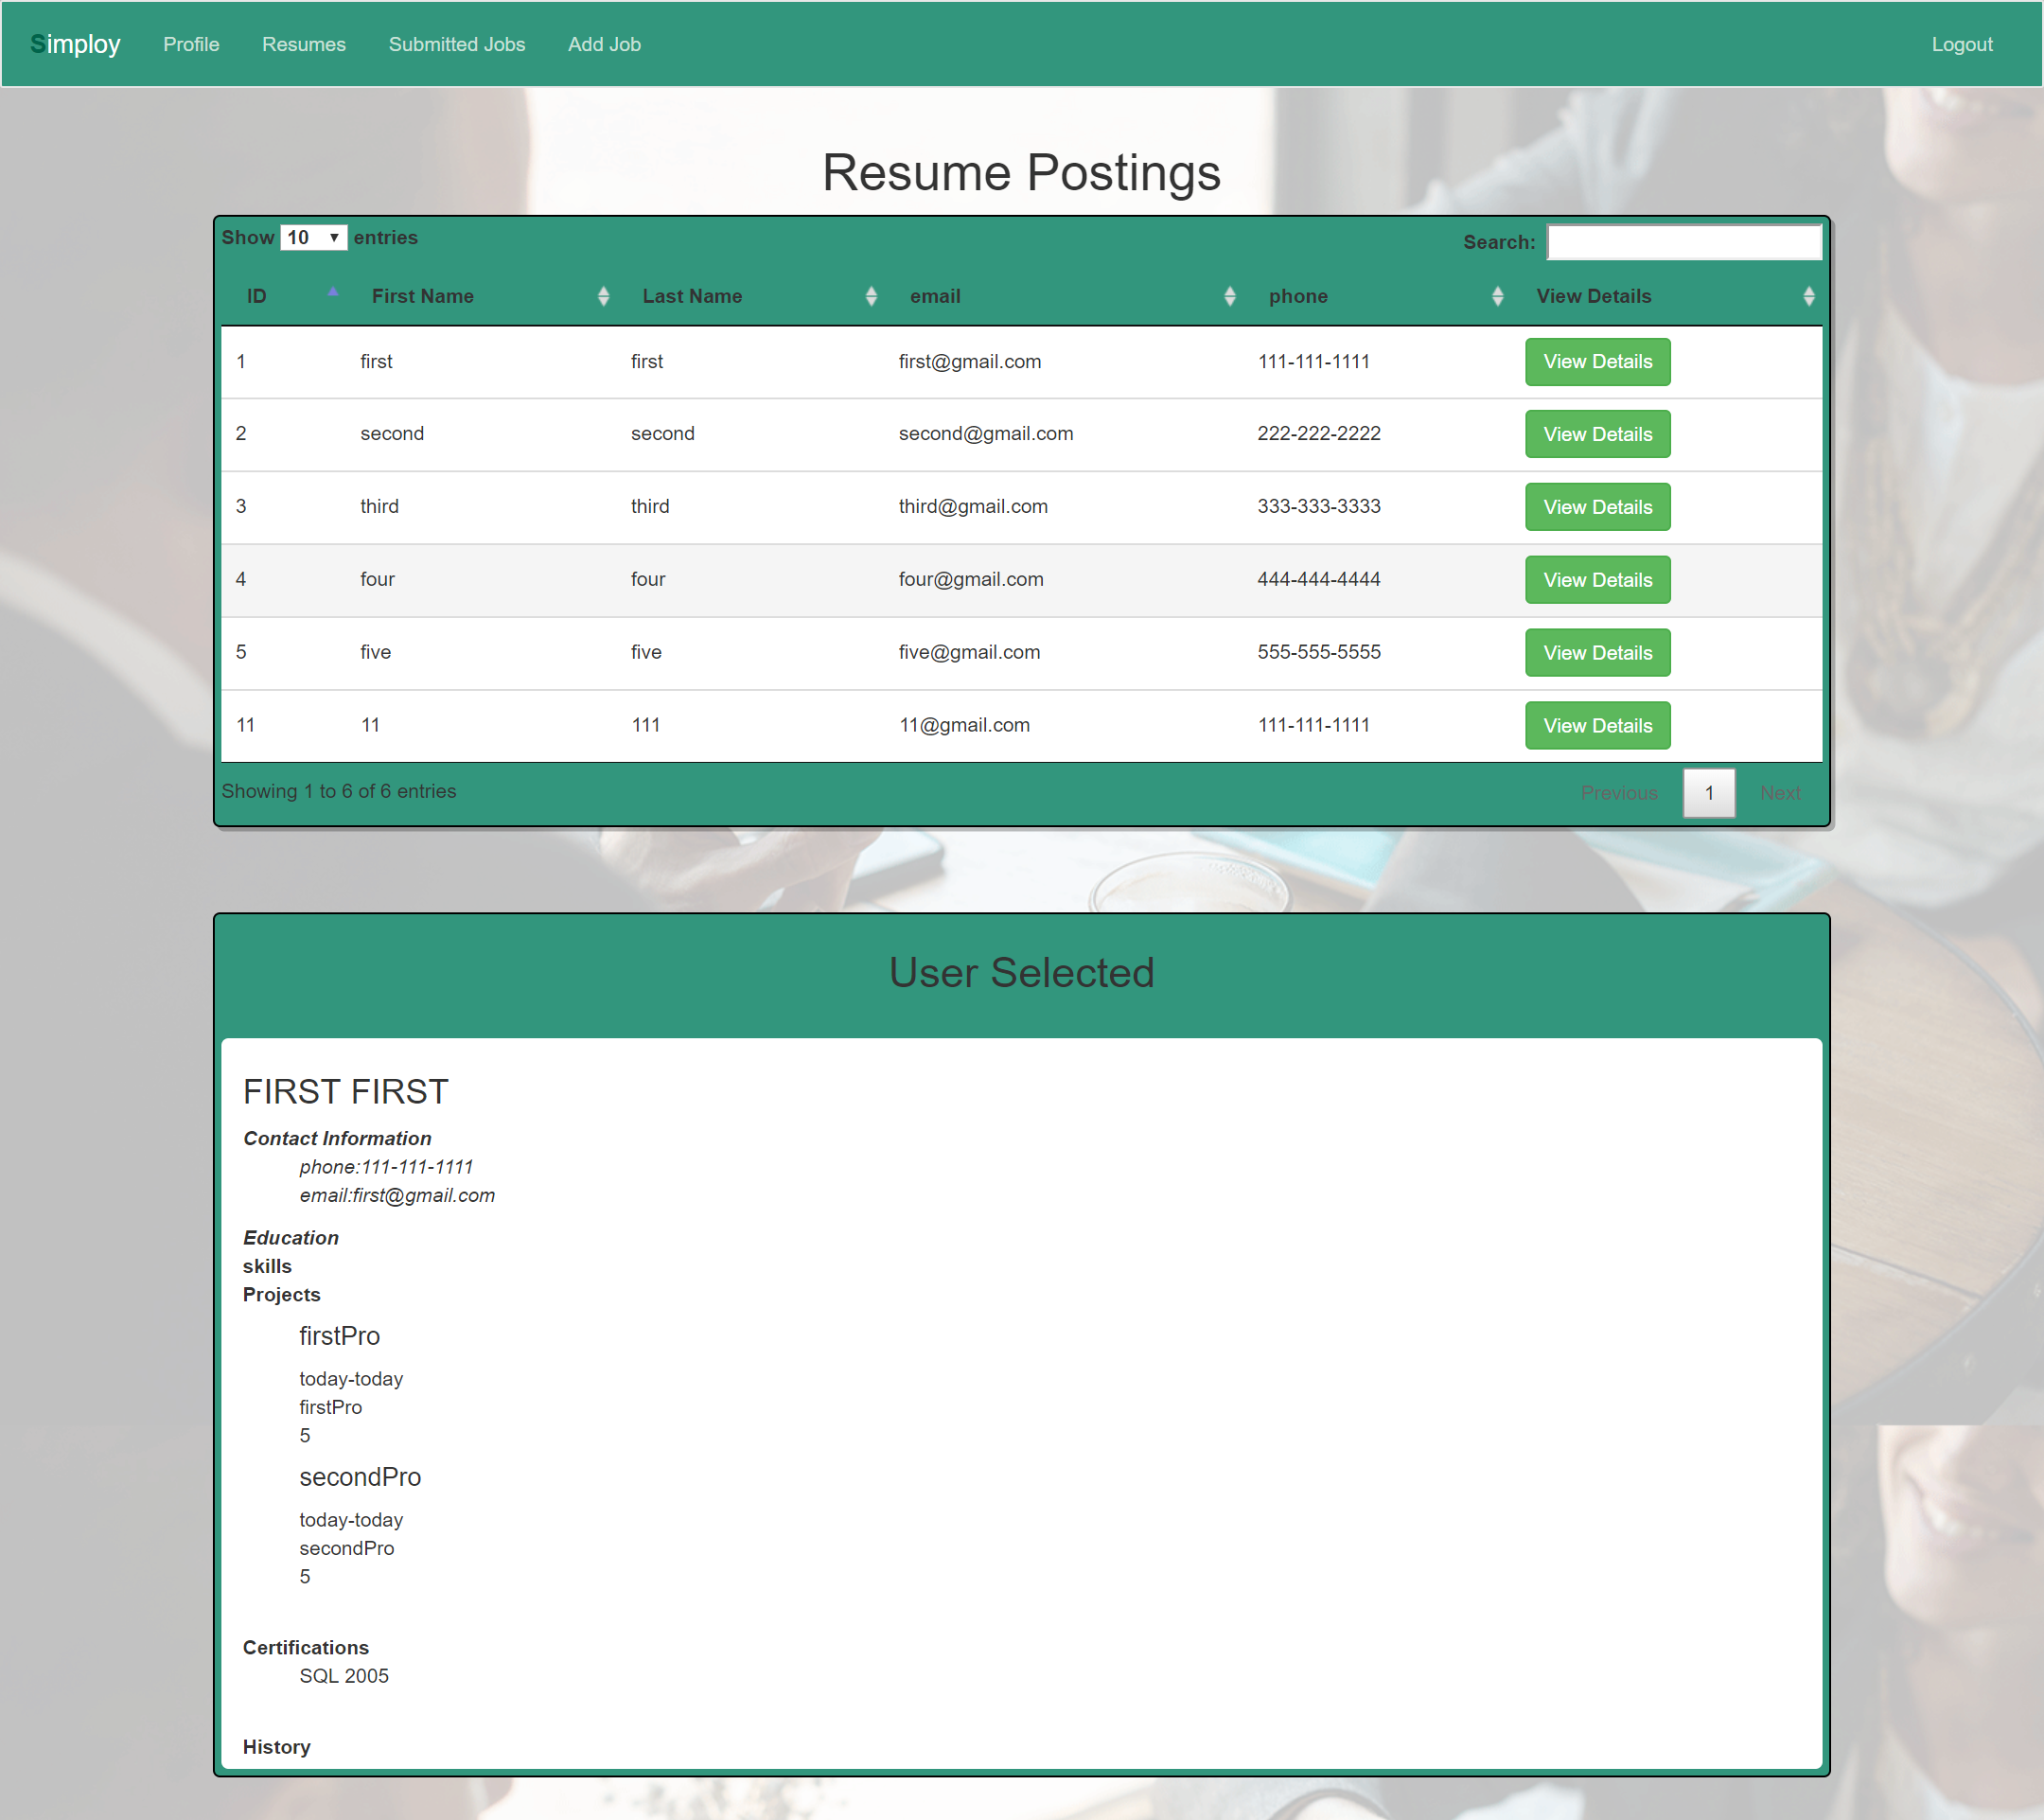 Simploy Profile Resumes Submitted Jobs Add Job Logout
Resume Postings
Show 10 entries Search:
ID First Name Last Name email phone View Details
1 first first first@gmail.com 111-111-1111 View Details
2 second second second@gmail.com 222-222-2222 View Details
3 third third third@gmail.com 333-333-3333 View Details
4 four four four@gmail.com 444-444-4444 View Details
5 five five five@gmail.com 555-555-5555 View Details
11 11 111 11@gmail.com 111-111-1111 View Details
Showing 1 to 6 of 6 entries Previous 1 Next
User Selected
FIRST FIRST
Contact Information
phone:111-111-1111
email:first@gmail.com
Education
skills
Projects
firstPro
today-today
firstPro
5
secondPro
today-today
secondPro
5
Certifications
SQL 2005
History